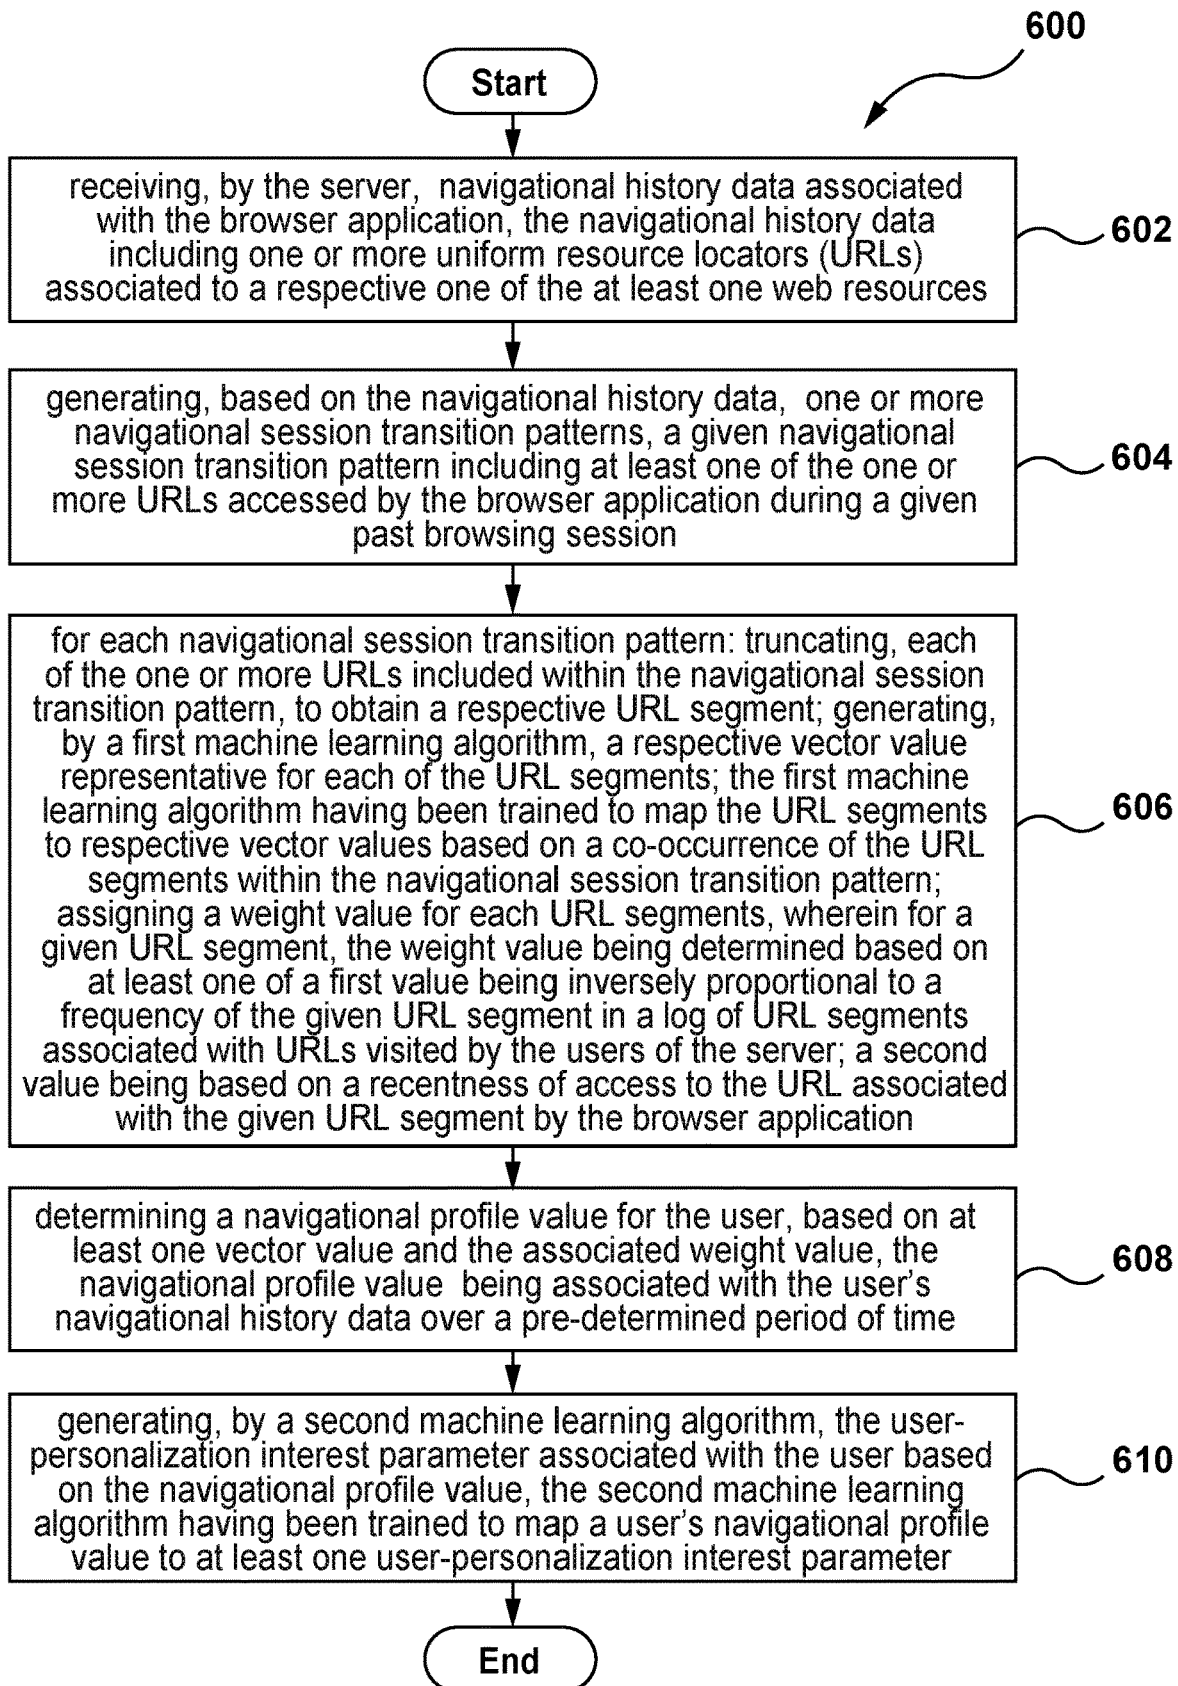 600
Start
receiving, by the server, navigational history data associated
with the browser application, the navigational history data
including one or more uniform resource locators (URLs)
associated to a respective one of the at least one web resources
602
generating, based on the navigational history data, one or more
navigational session transition patterns, a given navigational
session transition pattern including at least one of the one or
more URLs accessed by the browser application during a given
past browsing session
604
for each navigational session transition pattern: truncating, each
of the one or more URLs included within the navigational session
transition pattern, to obtain a respective URL segment; generating,
by a first machine learning algorithm, a respective vector value
representative for each of the URL segments; the first machine
learning algorithm having been trained to map the URL segments
to respective vector values based on a co-occurrence of the URL
segments within the navigational session transition pattern;
assigning a weight value for each URL segments, wherein for a
given URL segment, the weight value being determined based on
at least one of a first value being inversely proportional to a
frequency of the given URL segment in a log of URL segments
associated with URLs visited by the users of the server; a second
value being based on a recentness of access to the URL associated
with the given URL segment by the browser application
606
determining a navigational profile value for the user, based on at
least one vector value and the associated weight value, the
navigational profile value being associated with the user's
navigational history data over a pre-determined period of time
608
generating, by a second machine learning algorithm, the user-
personalization interest parameter associated with the user based
on the navigational profile value, the second machine learning
algorithm having been trained to map a user's navigational profile
value to at least one user-personalization interest parameter
610
End